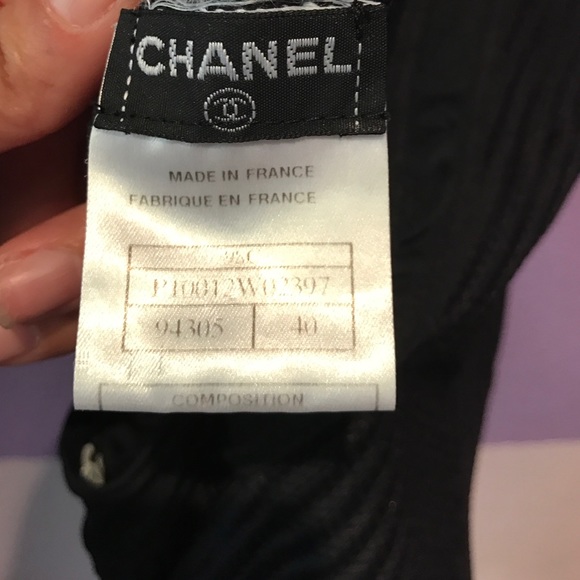 CHANEL
MADE IN FRANCE
FABRIQUE EN FRANCE
P10012W02397
94305 40
COMPOSITION